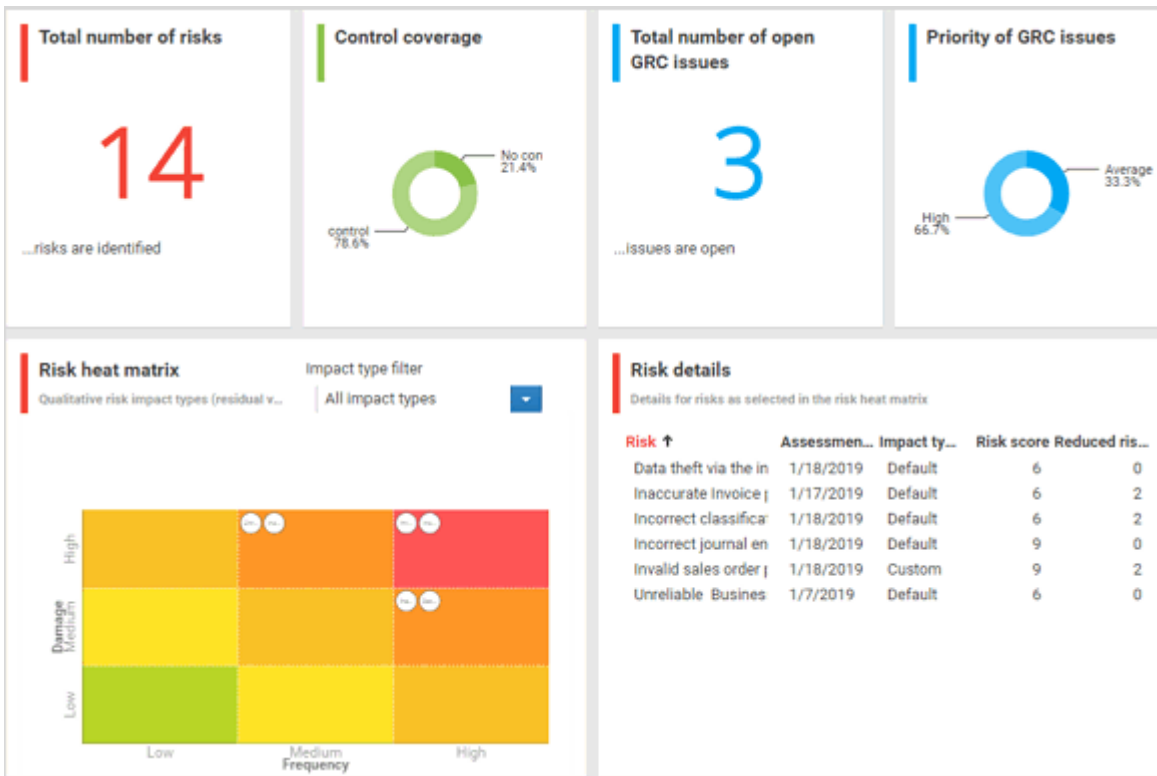 Total number of risks
14
...risks are identified
Control coverage
No con
21.4%
control
78.6%
Total number of open
GRC issues
3
...issues are open
Priority of GRC issues
Average
33.3%
High
66.7%
Risk heat matrix
Qualitative risk impact types (residual v...
Impact type filter
All impact types
High
Medium
Low
Damage
Low
Medium
High
Frequency
Risk details
Details for risks as selected in the risk heat matrix
Risk ↑ Assessmen... Impact ty... Risk score Reduced ris...
Data theft via the in 1/18/2019 Default 6 0
Inaccurate Invoice 1/17/2019 Default 6 2
Incorrect classifica 1/18/2019 Default 6 2
Incorrect journal en 1/18/2019 Default 9 0
Invalid sales order 1/18/2019 Custom 9 2
Unreliable Busines 1/7/2019 Default 6 0